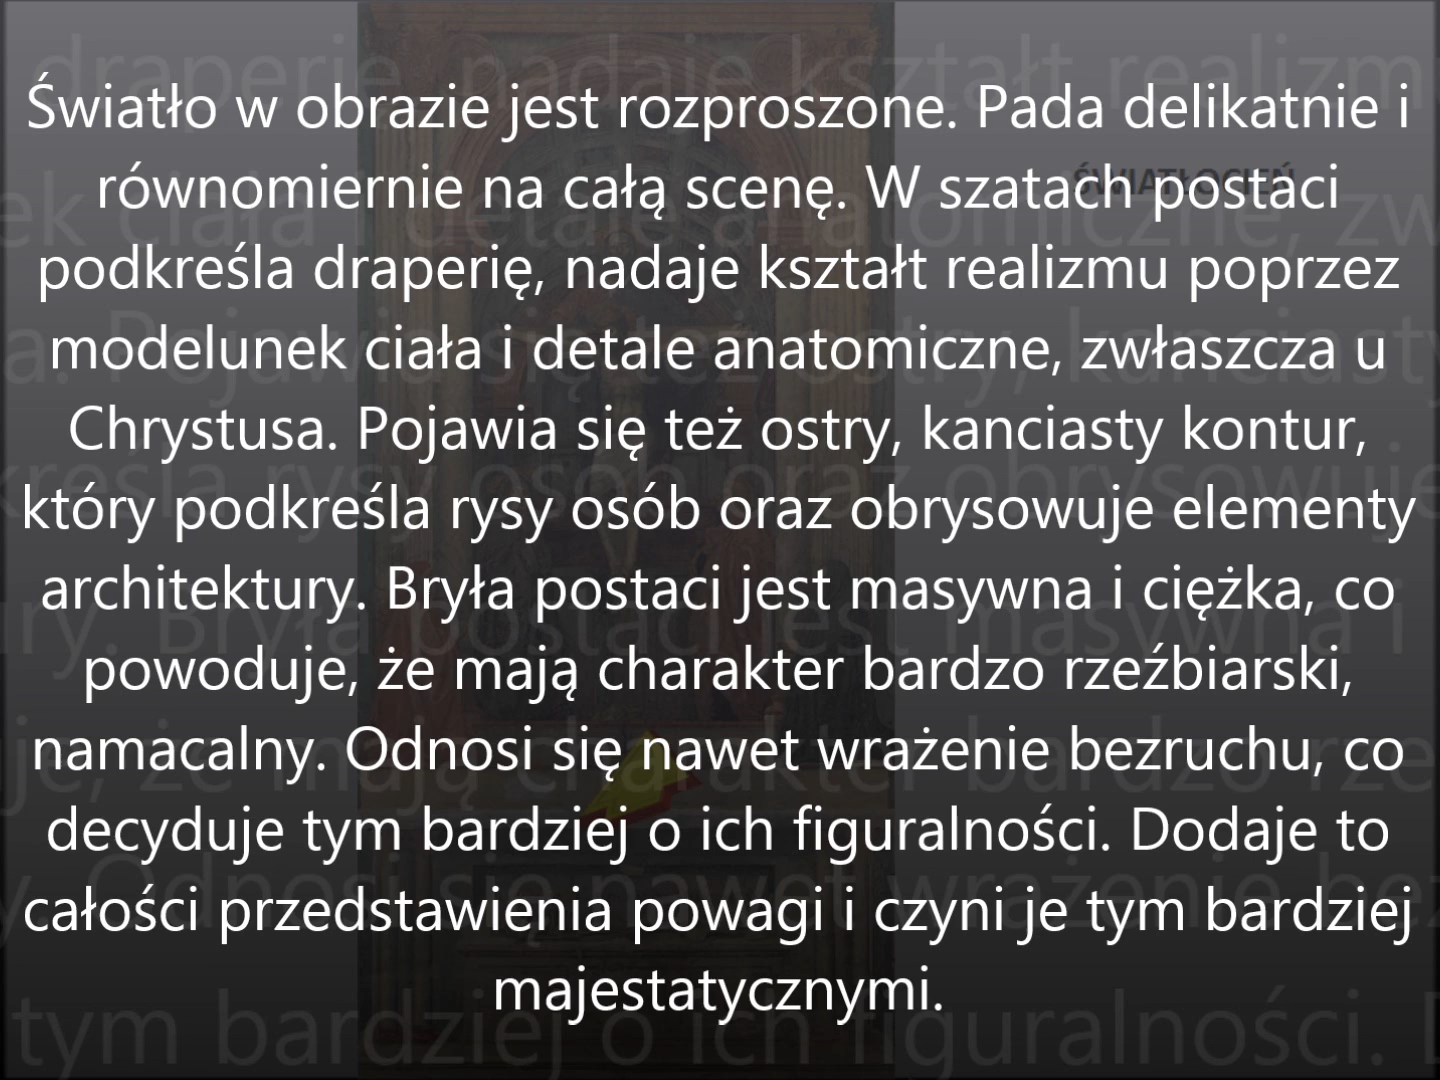 Światło w obrazie jest rozproszone. Pada delikatnie i
równomiernie na całą scenę. W szatach postaci
podkreśla draperię, nadaje kształt realizmu poprzez
modelunek ciała i detale anatomiczne, zwłaszcza u
Chrystusa. Pojawia się też ostry, kanciasty kontur,
który podkreśla rysy osób oraz obrysowuje elementy
architektury. Bryła postaci jest masywna i ciężka, co
powoduje, że mają charakter bardzo rzeźbiarski,
namacalny. Odnosi się nawet wrażenie bezruchu, co
decyduje tym bardziej o ich figuralności. Dodaje to
całości przedstawienia powagi i czyni je tym bardziej
majestatycznymi.
ŚWIATŁOCIEŃ